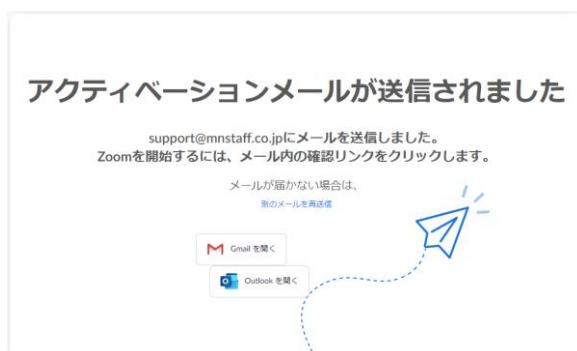 アクティベーションメールが送信されました
support@mnstaff.co.jpにメールを送信しました。
Zoomを開始するには、メール内の確認リンクをクリックします。
メールが届かない場合は、
別のメールを再送信
Gmail を開く
Outlook を開く